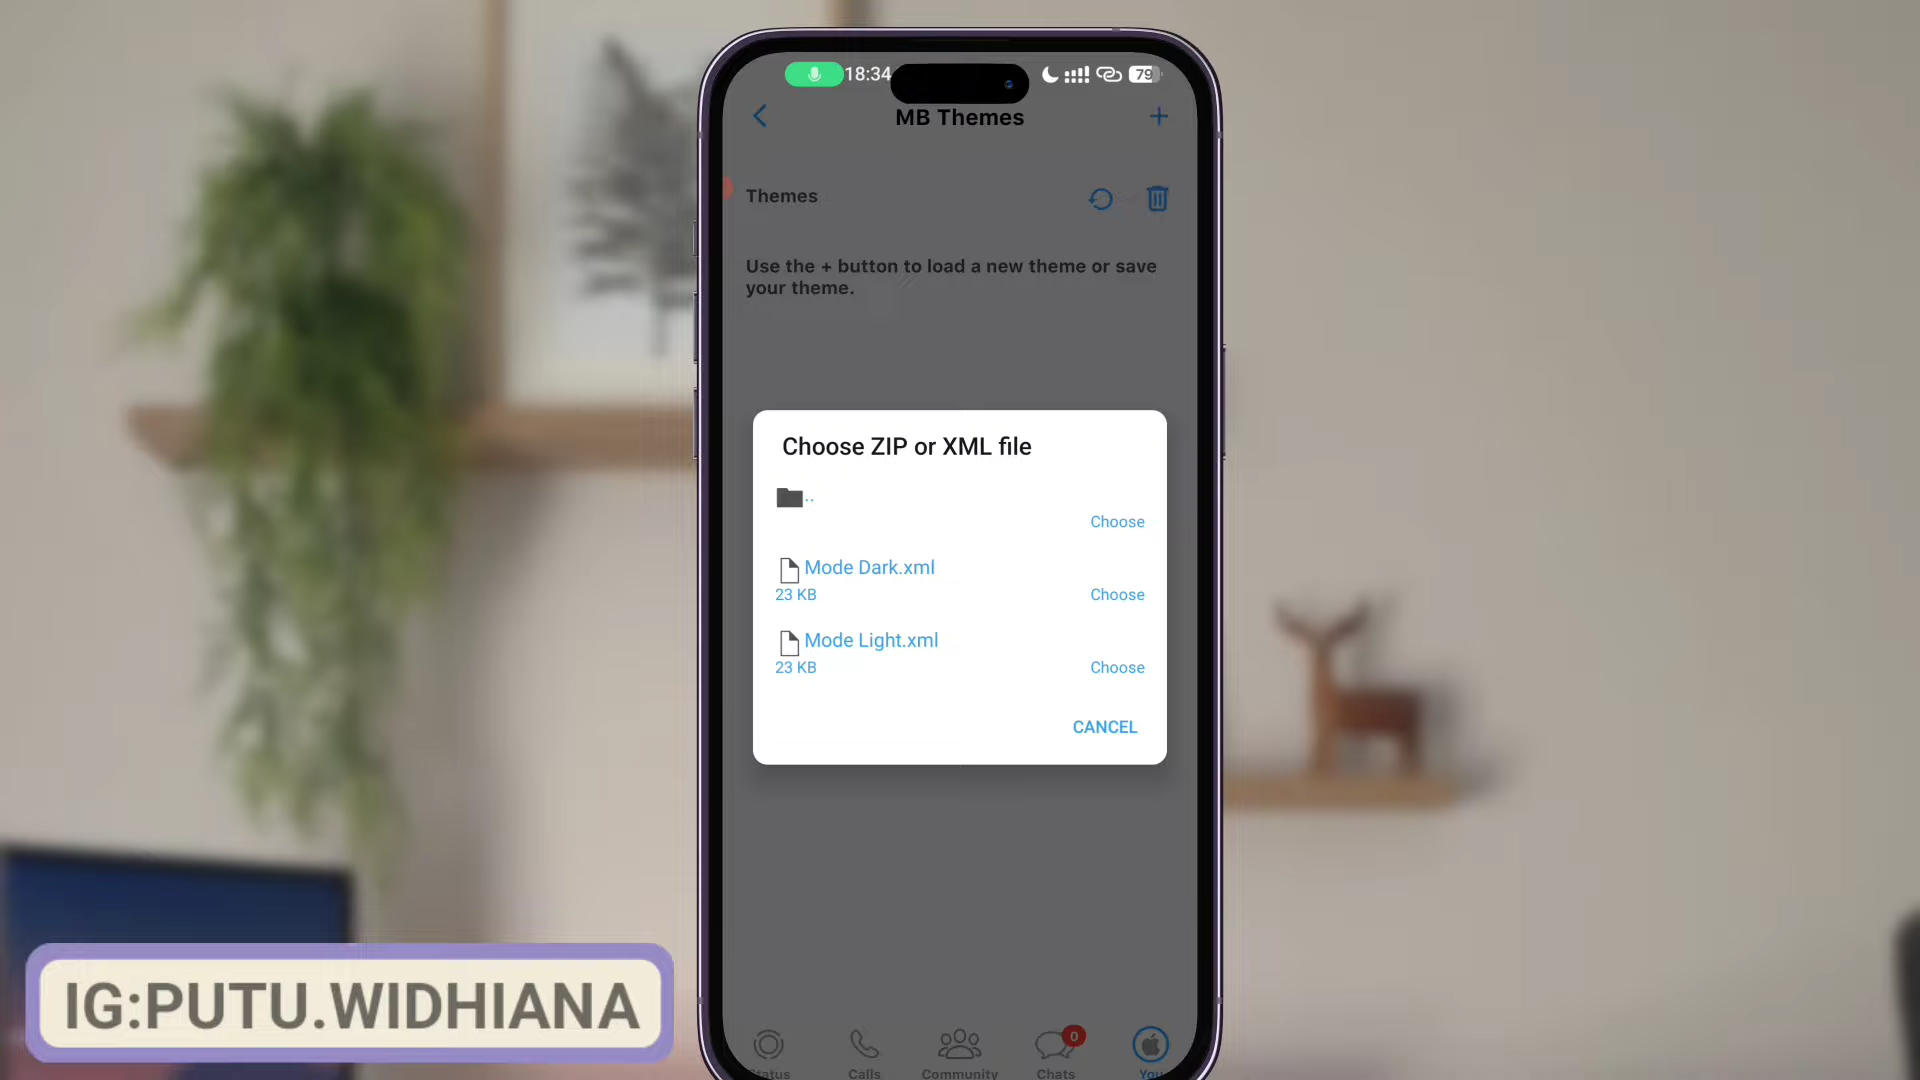 18:34
79
MB Themes
+
Themes
Use the + button to load a new theme or save
your theme.
Choose ZIP or XML file
..
Choose
Mode Dark.xml
23 KB
Choose
Mode Light.xml
23 KB
Choose
CANCEL
IG:PUTU.WIDHIANA
0
Status
Calls
Community
Chats
You